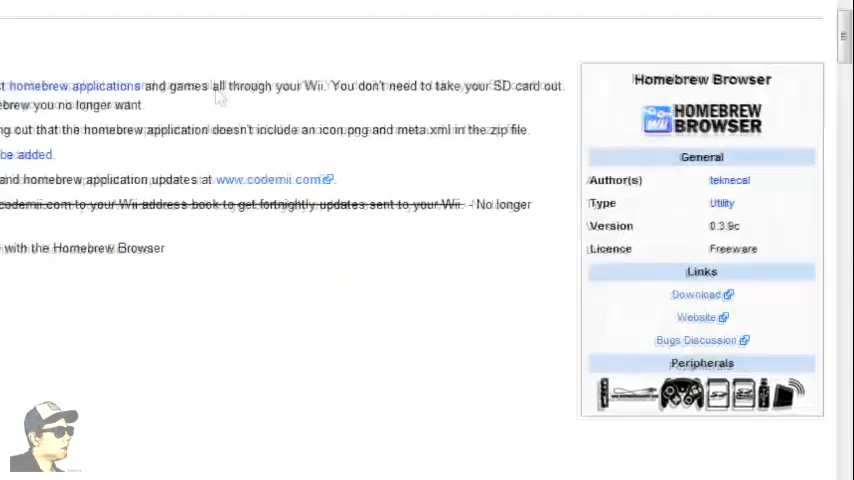 homebrew applications and games all through your Wii. You don't need to take your SD card out
ebrew you no longer want.
ng out that the homebrew application doesn't include an icon.png and meta.xml in the zip file.
be added.
and homebrew application updates at www.codemii.com.
codemii.com to your Wii address book to get fortnightly updates sent to your Wii. - No longer
with the Homebrew Browser
Homebrew Browser
Wii HOMEBREW
BROWSER
General
Author(s) teknecal
Type Utility
Version 0.3.9c
Licence Freeware
Links
Download
Website
Bugs Discussion
Peripherals